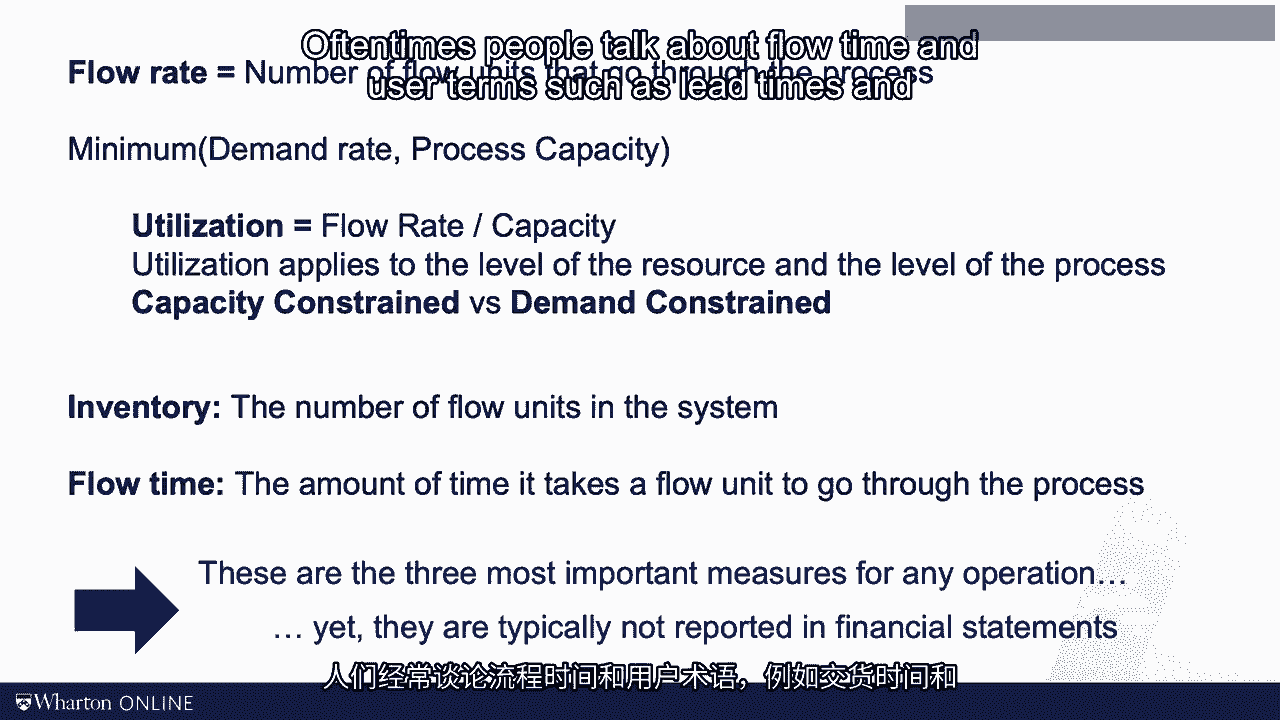 Oftentimes people talk about flow time and
Flow rate = Number of flow units that go through the process
user terms such as lead times and
Minimum(Demand rate, Process Capacity)
Utilization = Flow Rate / Capacity
Utilization applies to the level of the resource and the level of the process
Capacity Constrained vs Demand Constrained
Inventory: The number of flow units in the system
Flow time: The amount of time it takes a flow unit to go through the process
These are the three most important measures for any operation…
… yet, they are typically not reported in financial statements
人们经常谈论流程时间和用户术语，例如交货时间和
Wharton ONLINE